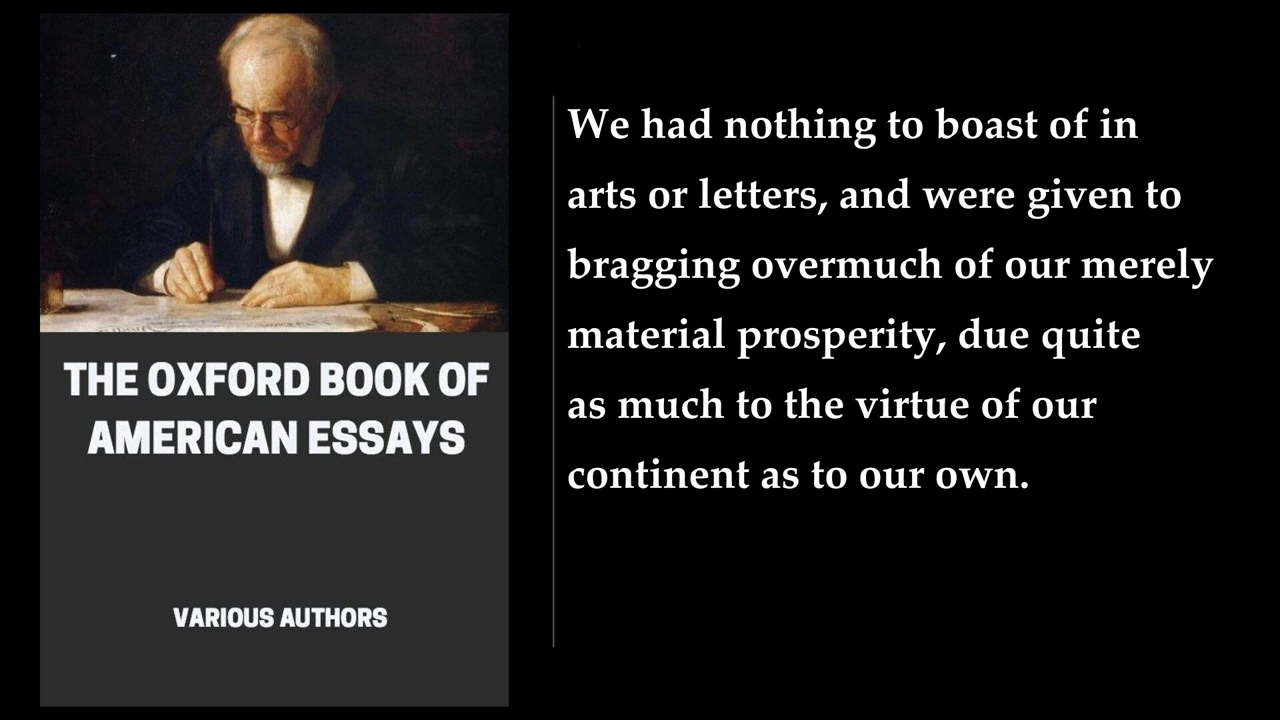 THE OXFORD BOOK OF
AMERICAN ESSAYS
VARIOUS AUTHORS
We had nothing to boast of in
arts or letters, and were given to
bragging overmuch of our merely
material prosperity, due quite
as much to the virtue of our
continent as to our own.